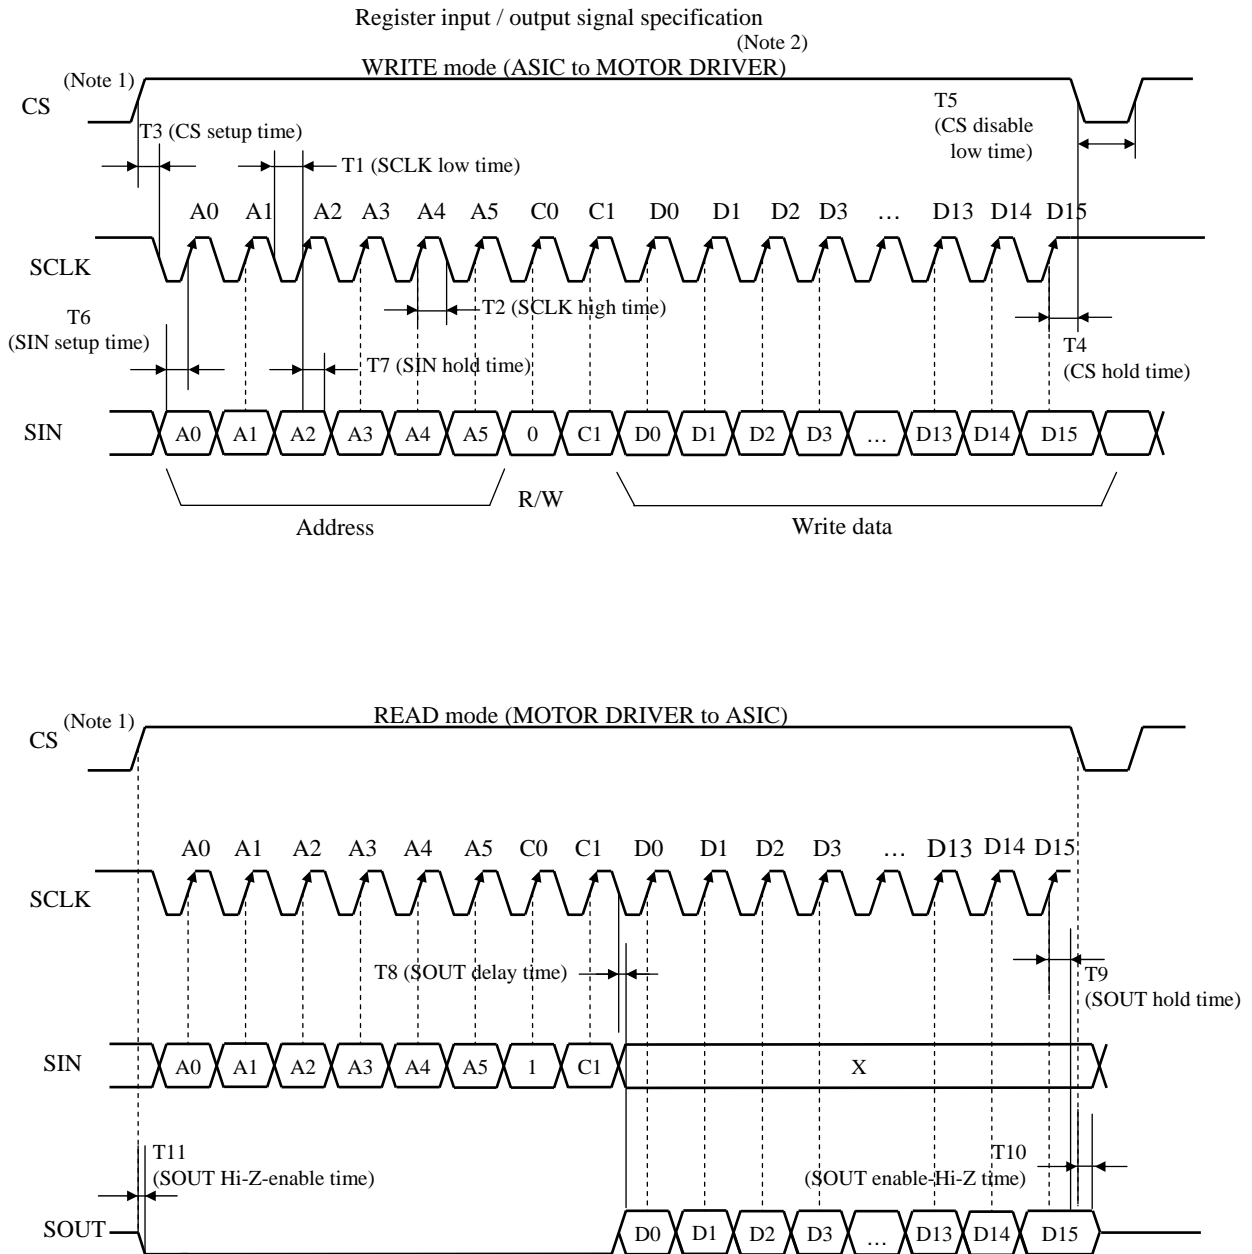 Register input / output signal specification
(Note 2)
WRITE mode (ASIC to MOTOR DRIVER)
(Note 1)
CS
T3 (CS setup time)
T1 (SCLK low time)
T5
(CS disable
low time)
A0 A1 A2 A3 A4 A5 C0 C1 D0 D1 D2 D3 … D13 D14 D15
SCLK
T2 (SCLK high time)
T6
(SIN setup time)
T7 (SIN hold time)
T4
(CS hold time)
SIN
A0 A1 A2 A3 A4 A5 0 C1 D0 D1 D2 D3 … D13 D14 D15
R/W
Address
Write data
READ mode (MOTOR DRIVER to ASIC)
(Note 1)
CS
A0 A1 A2 A3 A4 A5 C0 C1 D0 D1 D2 D3 … D13 D14 D15
SCLK
T8 (SOUT delay time)
T9
(SOUT hold time)
SIN
A0 A1 A2 A3 A4 A5 1 C1 X
T11
(SOUT Hi-Z-enable time)
T10
(SOUT enable-Hi-Z time)
SOUT
D0 D1 D2 D3 … D13 D14 D15